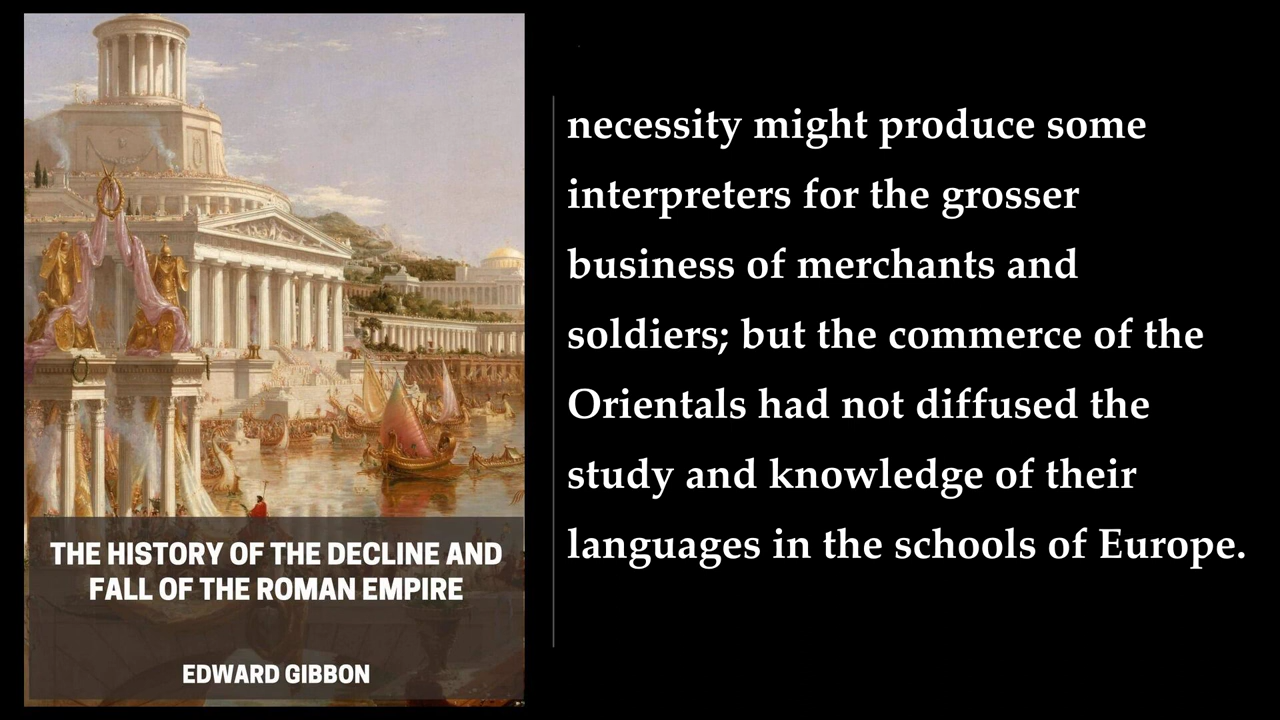 THE HISTORY OF THE DECLINE AND
FALL OF THE ROMAN EMPIRE
EDWARD GIBBON
necessity might produce some
interpreters for the grosser
business of merchants and
soldiers; but the commerce of the
Orientals had not diffused the
study and knowledge of their
languages in the schools of Europe.